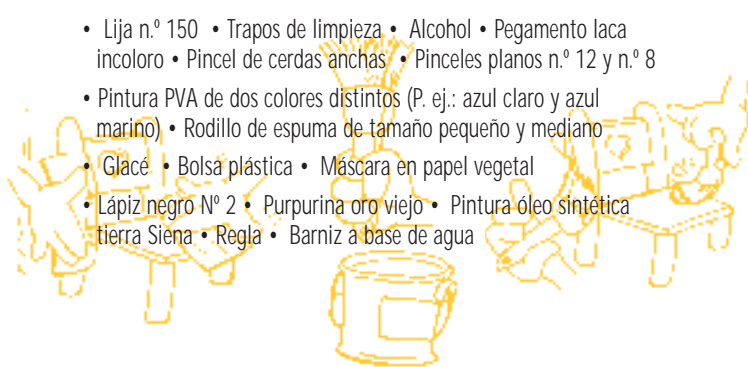 • Lija n.º 150 • Trapos de limpieza • Alcohol • Pegamento laca
incoloro • Pincel de cerdas anchas • Pinceles planos n.º 12 y n.º 8
• Pintura PVA de dos colores distintos (P. ej.: azul claro y azul
marino) • Rodillo de espuma de tamaño pequeño y mediano
• Glacé • Bolsa plástica • Máscara en papel vegetal
• Lápiz negro Nº 2 • Purpurina oro viejo • Pintura óleo sintética
tierra Siena • Regla • Barniz a base de agua